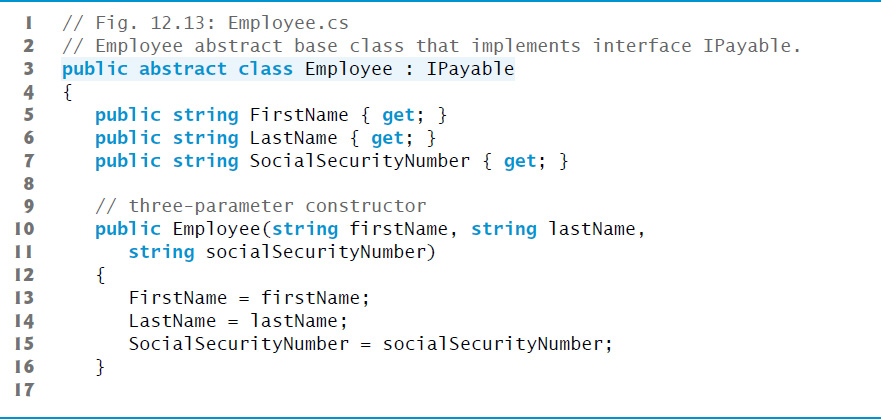 1 // Fig. 12.13: Employee.cs
2 // Employee abstract base class that implements interface IPayable.
3 public abstract class Employee : IPayable
4 {
5 public string FirstName { get; }
6 public string LastName { get; }
7 public string SocialSecurityNumber { get; }
8
9 // three-parameter constructor
10 public Employee(string firstName, string lastName,
11 string socialSecurityNumber)
12 {
13 FirstName = firstName;
14 LastName = lastName;
15 SocialSecurityNumber = socialSecurityNumber;
16 }
17